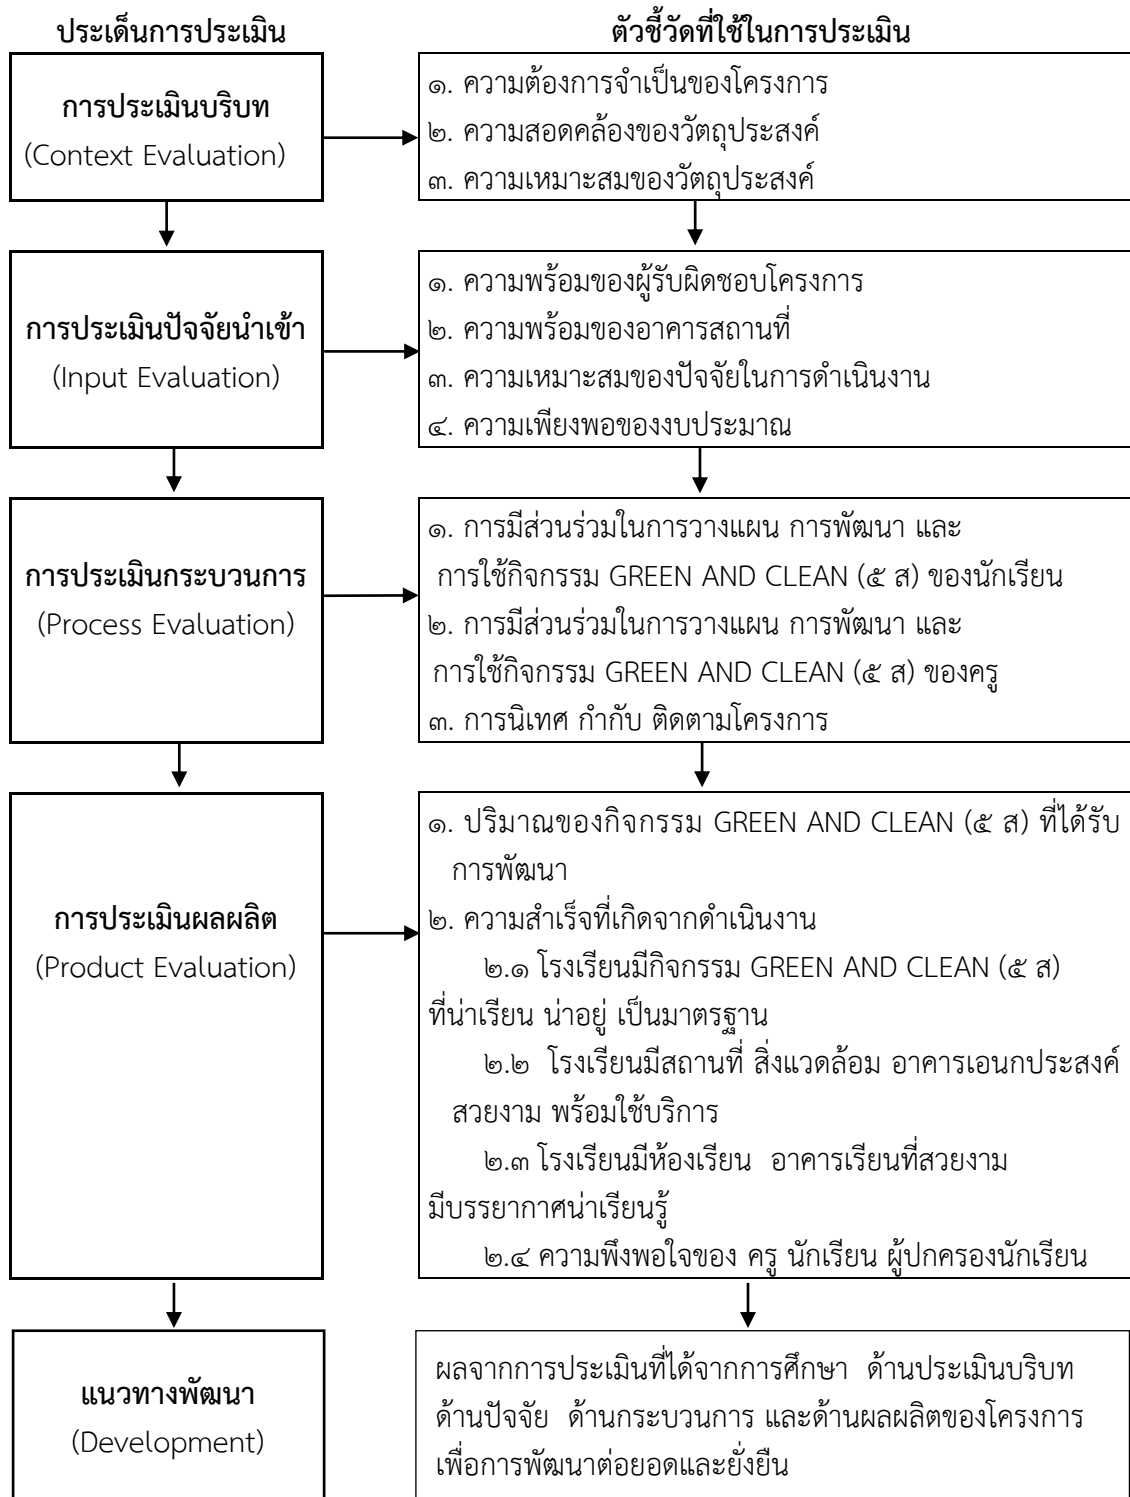 ประเด็นการประเมิน
ตัวชี้วัดที่ใช้ในการประเมิน
การประเมินบริบท
(Context Evaluation)
๑. ความต้องการจำเป็นของโครงการ
๒. ความสอดคล้องของวัตถุประสงค์
๓. ความเหมาะสมของวัตถุประสงค์
การประเมินปัจจัยนำเข้า
(Input Evaluation)
๑. ความพร้อมของผู้รับผิดชอบโครงการ
๒. ความพร้อมของอาคารสถานที่
๓. ความเหมาะสมของปัจจัยในการดำเนินงาน
๔. ความเพียงพอของงบประมาณ
การประเมินกระบวนการ
(Process Evaluation)
๑. การมีส่วนร่วมในการวางแผน การพัฒนา และ
การใช้กิจกรรม GREEN AND CLEAN (๕ ส) ของนักเรียน
๒. การมีส่วนร่วมในการวางแผน การพัฒนา และ
การใช้กิจกรรม GREEN AND CLEAN (๕ ส) ของครู
๓. การนิเทศ กำกับ ติดตามโครงการ
การประเมินผลผลิต
(Product Evaluation)
๑. ปริมาณของกิจกรรม GREEN AND CLEAN (๕ ส) ที่ได้รับ
การพัฒนา
๒. ความสำเร็จที่เกิดจากดำเนินงาน
๒.๑ โรงเรียนมีกิจกรรม GREEN AND CLEAN (๕ ส)
ที่น่าเรียน น่าอยู่ เป็นมาตรฐาน
๒.๒ โรงเรียนมีสถานที่ สิ่งแวดล้อม อาคารเอนกประสงค์
สวยงาม พร้อมใช้บริการ
๒.๓ โรงเรียนมีห้องเรียน อาคารเรียนที่สวยงาม
มีบรรยากาศน่าเรียนรู้
๒.๔ ความพึงพอใจของ ครู นักเรียน ผู้ปกครองนักเรียน
แนวทางพัฒนา
(Development)
ผลจากการประเมินที่ได้จากการศึกษา ด้านประเมินบริบท
ด้านปัจจัย ด้านกระบวนการ และด้านผลผลิตของโครงการ
เพื่อการพัฒนาต่อยอดและยั่งยืน